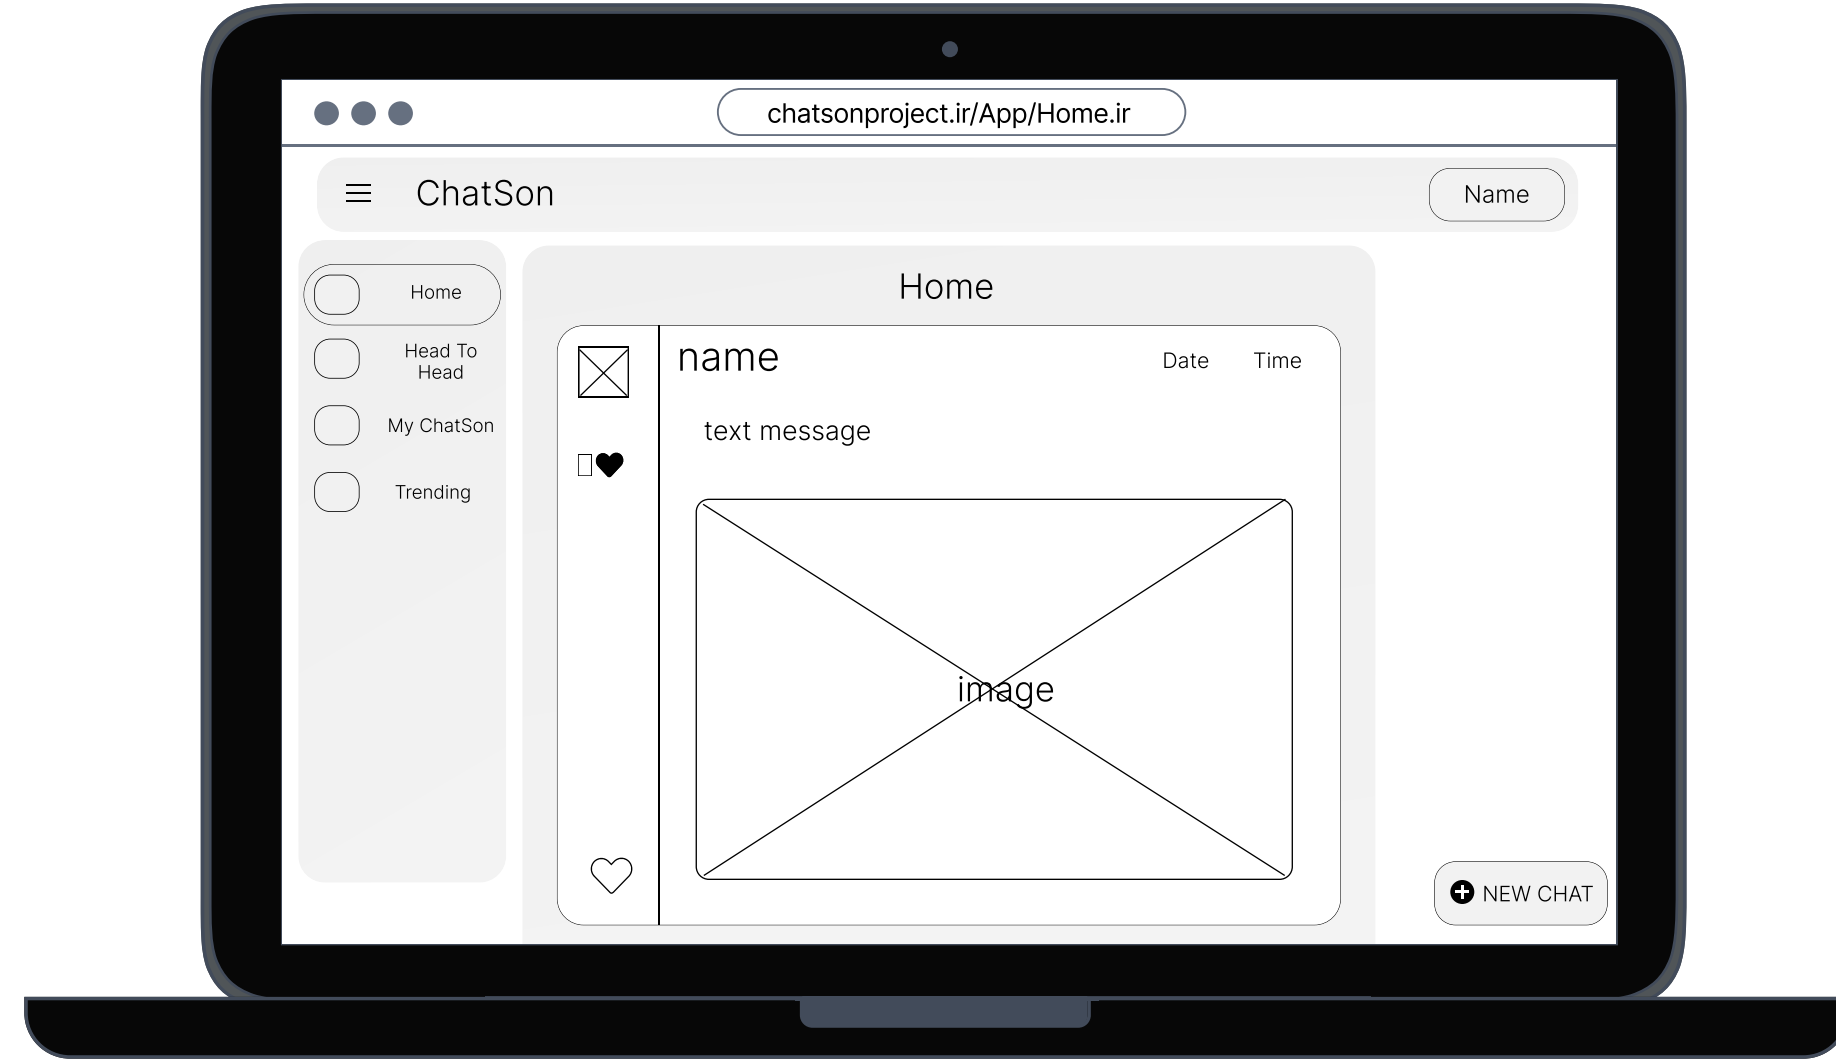 chatsonproject.ir/App/Home.ir
ChatSon
Name
Home
Head To
Head
My ChatSon
Trending
Home
name
Date
Time
text message
image
NEW CHAT